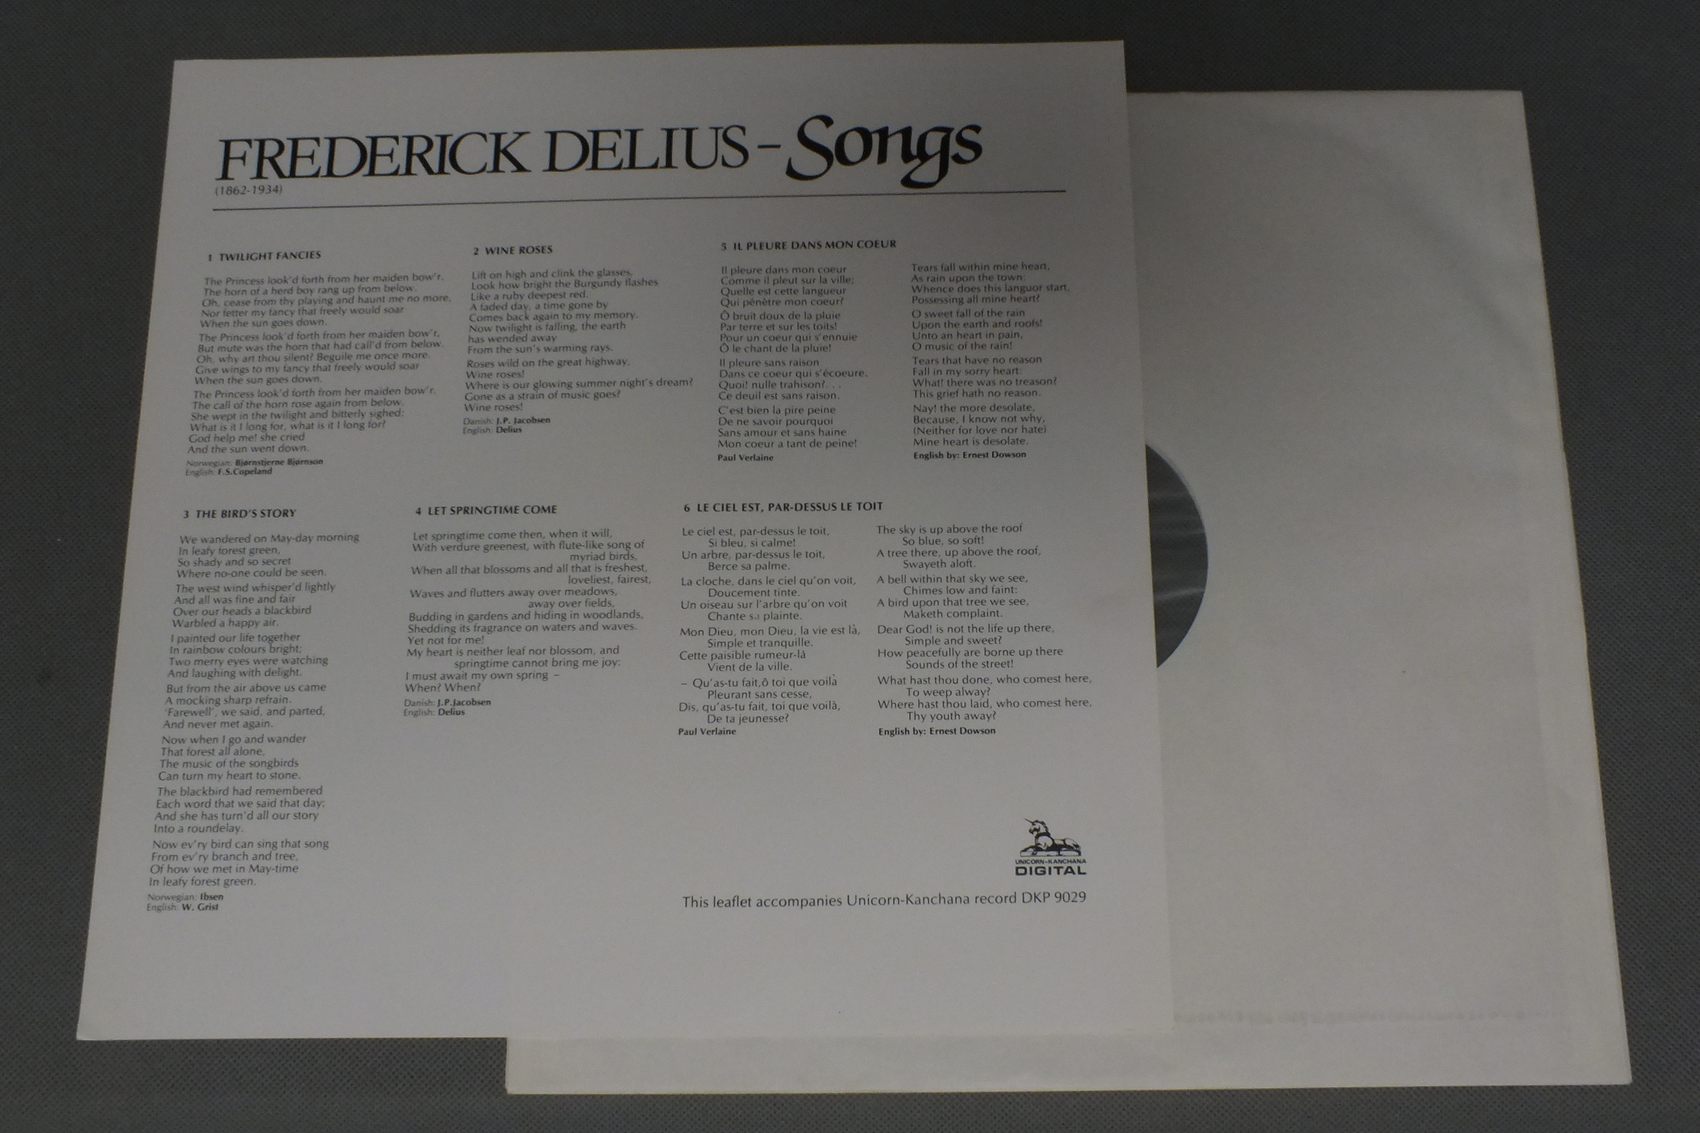 FREDERICK DELIUS – Songs
(1862-1934)
1 TWILIGHT FANCIES
The Princess look'd forth from her maiden bow'r,
The horn of a herd boy rang up from below.
Oh, cease from thy playing and haunt me no more,
Nor fetter my fancy that freely would soar
When the sun goes down.
The Princess look'd forth from her maiden bow'r,
But mute was the horn that had call'd from below.
Oh, why art thou silent? Beguile me once more.
Give wings to my fancy that freely would soar
When the sun goes down.
The Princess look'd forth from her maiden bow'r,
The call of the horn rose again from below.
She wept in the twilight and bitterly sighed:
What is it I long for, what is it I long for?
God help me! she cried
And the sun went down.
Norwegian: Bjørnstjerne Bjørnson
English: F.S.Copeland
2 WINE ROSES
Lift on high and clink the glasses,
Look how bright the Burgundy flashes
Like a ruby deepest red.
A faded day, a time gone by
Comes back again to my memory.
Now twilight is falling, the earth
has wended away
From the sun's warming rays.
Roses wild on the great highway,
Wine roses!
Where is our glowing summer night's dream?
Gone as a strain of music goes?
Wine roses!
Danish: J.P. Jacobsen
English: Delius
5 IL PLEURE DANS MON COEUR
Il pleure dans mon coeur
Comme il pleut sur la ville;
Quelle est cette langueur
Qui pénètre mon coeur?
Ô bruit doux de la pluie
Par terre et sur les toits!
Pour un coeur qui s'ennuie
Ô le chant de la pluie!
Il pleure sans raison
Dans ce coeur qui s'écoeure.
Quoi! nulle trahison?. . .
Ce deuil est sans raison.
C'est bien la pire peine
De ne savoir pourquoi
Sans amour et sans haine
Mon coeur a tant de peine!
Paul Verlaine
Tears fall within mine heart,
As rain upon the town:
Whence does this languor start,
Possessing all mine heart?
O sweet fall of the rain
Upon the earth and roofs!
Unto an heart in pain,
O music of the rain!
Tears that have no reason
Fall in my sorry heart:
What! there was no treason?
This grief hath no reason.
Nay! the more desolate,
Because, I know not why,
(Neither for love nor hate)
Mine heart is desolate.
English by: Ernest Dowson
3 THE BIRD'S STORY
We wandered on May-day morning
In leafy forest green,
So shady and so secret
Where no-one could be seen.
The west wind whisper'd lightly
And all was fine and fair
Over our heads a blackbird
Warbled a happy air.
I painted our life together
In rainbow colours bright;
Two merry eyes were watching
And laughing with delight.
But from the air above us came
A mocking sharp refrain.
'Farewell', we said, and parted,
And never met again.
Now when I go and wander
That forest all alone,
The music of the songbirds
Can turn my heart to stone.
The blackbird had remembered
Each word that we said that day;
And she has turn'd all our story
Into a roundelay.
Now ev'ry bird can sing that song
From ev'ry branch and tree,
Of how we met in May-time
In leafy forest green.
Norwegian: Ibsen
English: W. Grist
4 LET SPRINGTIME COME
Let springtime come then, when it will,
With verdure greenest, with flute-like song of
myriad birds,
When all that blossoms and all that is freshest,
loveliest, fairest,
Waves and flutters away over meadows,
away over fields,
Budding in gardens and hiding in woodlands,
Shedding its fragrance on waters and waves.
Yet not for me!
My heart is neither leaf nor blossom, and
springtime cannot bring me joy:
I must await my own spring –
When? When?
Danish: J.P.Jacobsen
English: Delius
6 LE CIEL EST, PAR-DESSUS LE TOIT
Le ciel est, par-dessus le toit,
Si bleu, si calme!
Un arbre, par-dessus le toit,
Berce sa palme.
La cloche, dans le ciel qu'on voit,
Doucement tinte.
Un oiseau sur l'arbre qu'on voit
Chante sa plainte.
Mon Dieu, mon Dieu, la vie est là,
Simple et tranquille.
Cette paisible rumeur-là
Vient de la ville.
– Qu'as-tu fait,ô toi que voilà
Pleurant sans cesse,
Dis, qu'as-tu fait, toi que voilà,
De ta jeunesse?
Paul Verlaine
The sky is up above the roof
So blue, so soft!
A tree there, up above the roof,
Swayeth aloft.
A bell within that sky we see,
Chimes low and faint:
A bird upon that tree we see,
Maketh complaint.
Dear God! is not the life up there,
Simple and sweet?
How peacefully are borne up there
Sounds of the street!
What hast thou done, who comest here,
To weep alway?
Where hast thou laid, who comest here,
Thy youth away?
English by: Ernest Dowson
UNICORN-KANCHANA
DIGITAL
This leaflet accompanies Unicorn-Kanchana record DKP 9029